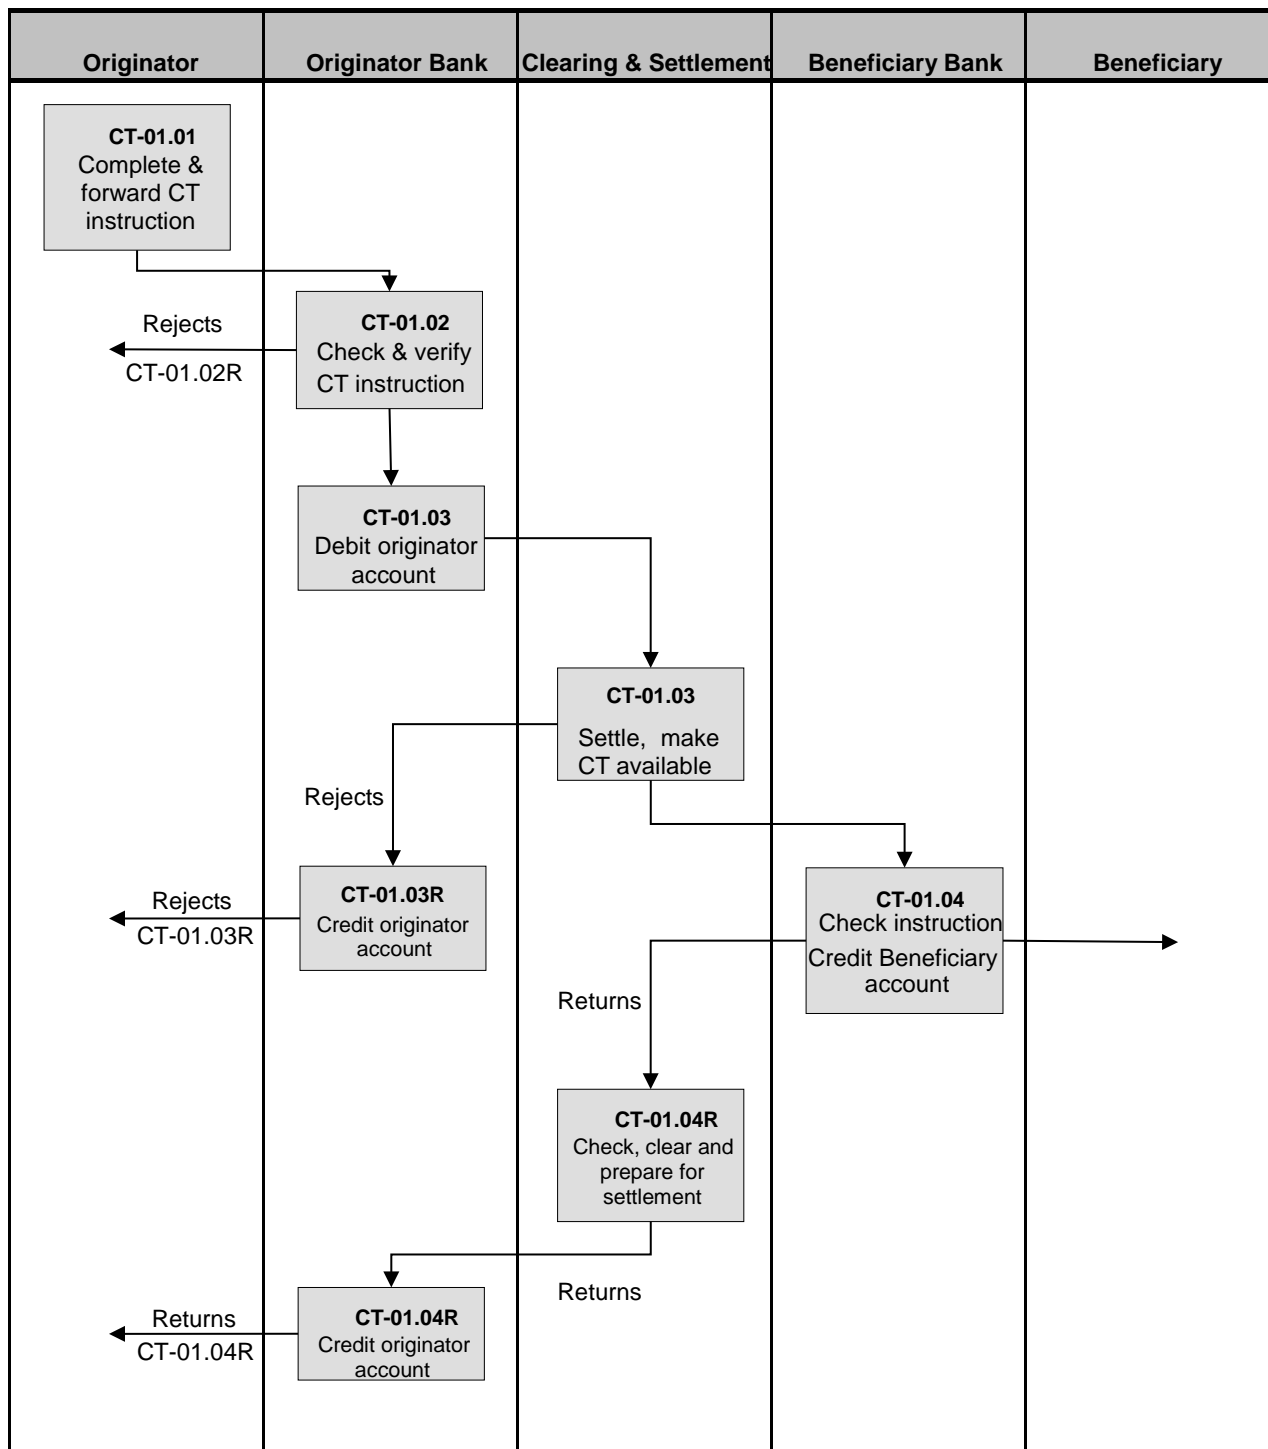 Originator
Originator Bank
Clearing & Settlement
Beneficiary Bank
Beneficiary
CT-01.01
Complete &
forward CT
instruction
Rejects
CT-01.02R
CT-01.02
Check & verify
CT instruction
CT-01.03
Debit originator
account
CT-01.03
Settle, make
CT available
Rejects
Rejects
CT-01.03R
CT-01.03R
Credit originator
account
CT-01.04
Check instruction
Credit Beneficiary
account
Returns
CT-01.04R
Check, clear and
prepare for
settlement
Returns
Returns
CT-01.04R
CT-01.04R
Credit originator
account